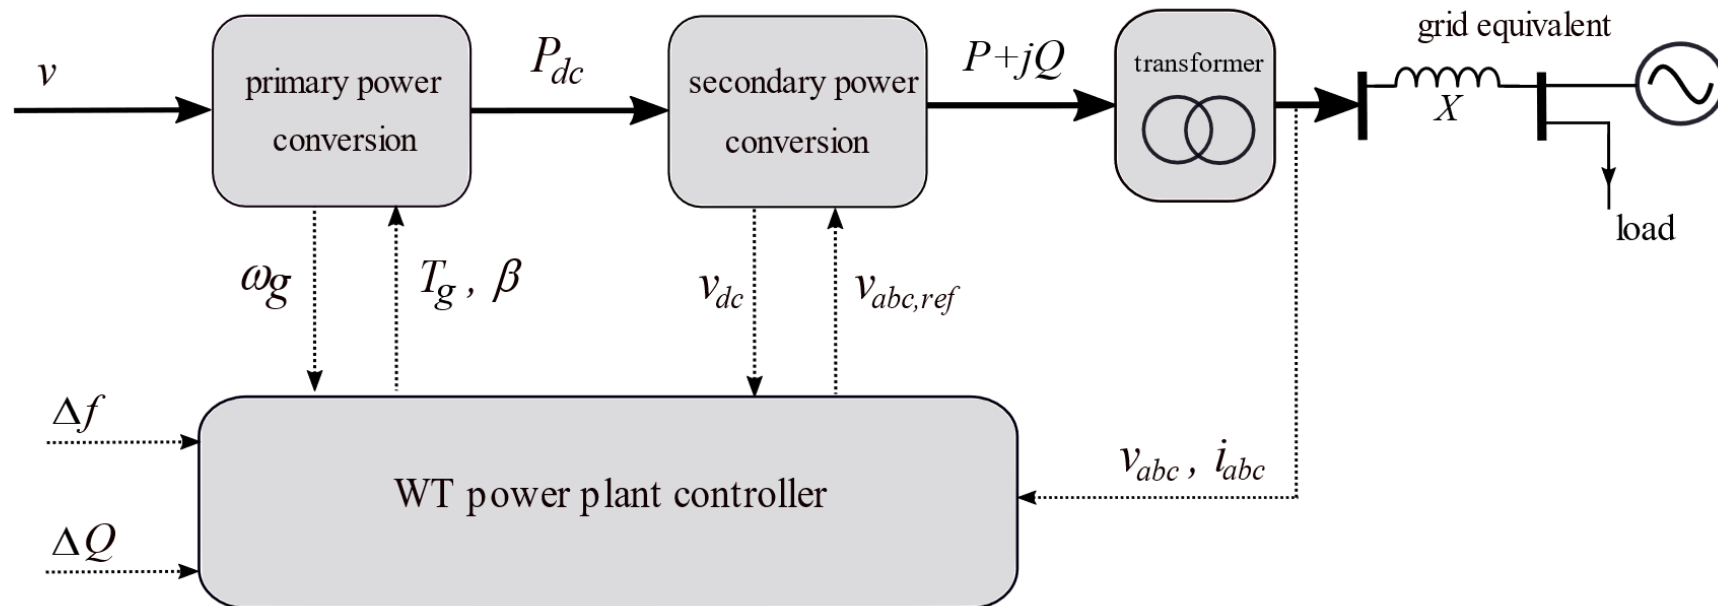 grid equivalent
v
primary power
conversion
P_dc
secondary power
conversion
P+jQ
transformer
X
load
ωg
T_g , β
v_dc
v_abc,ref
Δf
ΔQ
WT power plant controller
v_abc , i_abc